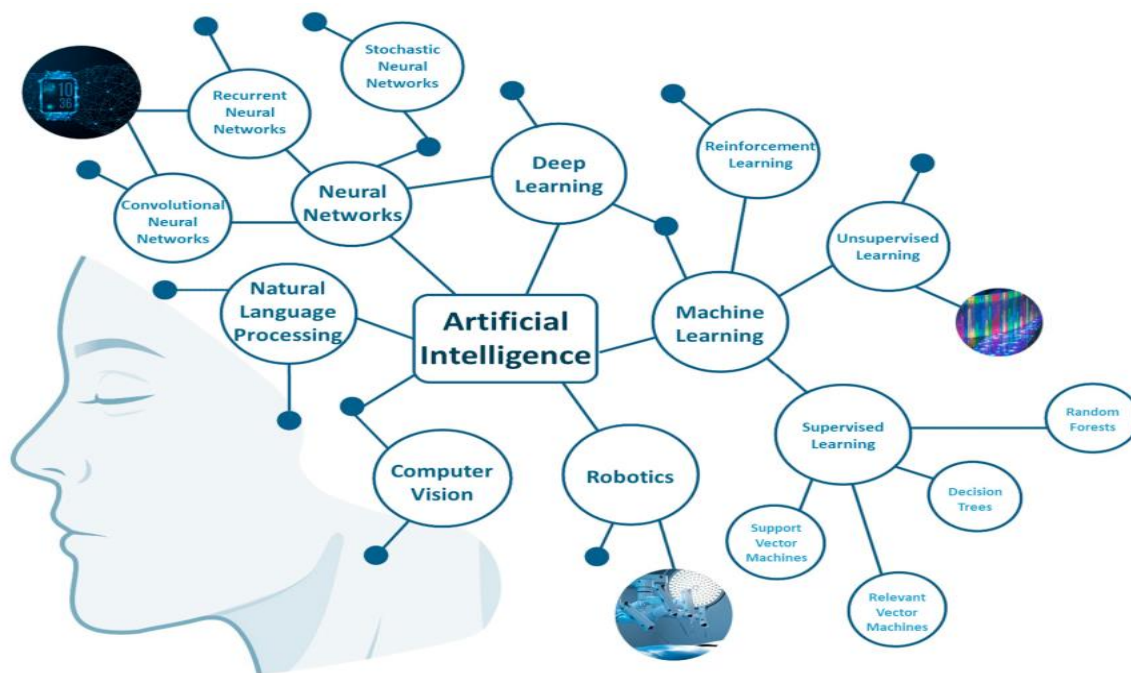 Stochastic
Neural
Networks
10
36
Recurrent
Neural
Networks
Deep
Learning
Reinforcement
Learning
Neural
Networks
Convolutional
Neural
Networks
Unsupervised
Learning
Natural
Language
Processing
Artificial
Intelligence
Machine
Learning
Supervised
Learning
Random
Forests
Computer
Vision
Robotics
Decision
Trees
Support
Vector
Machines
Relevant
Vector
Machines